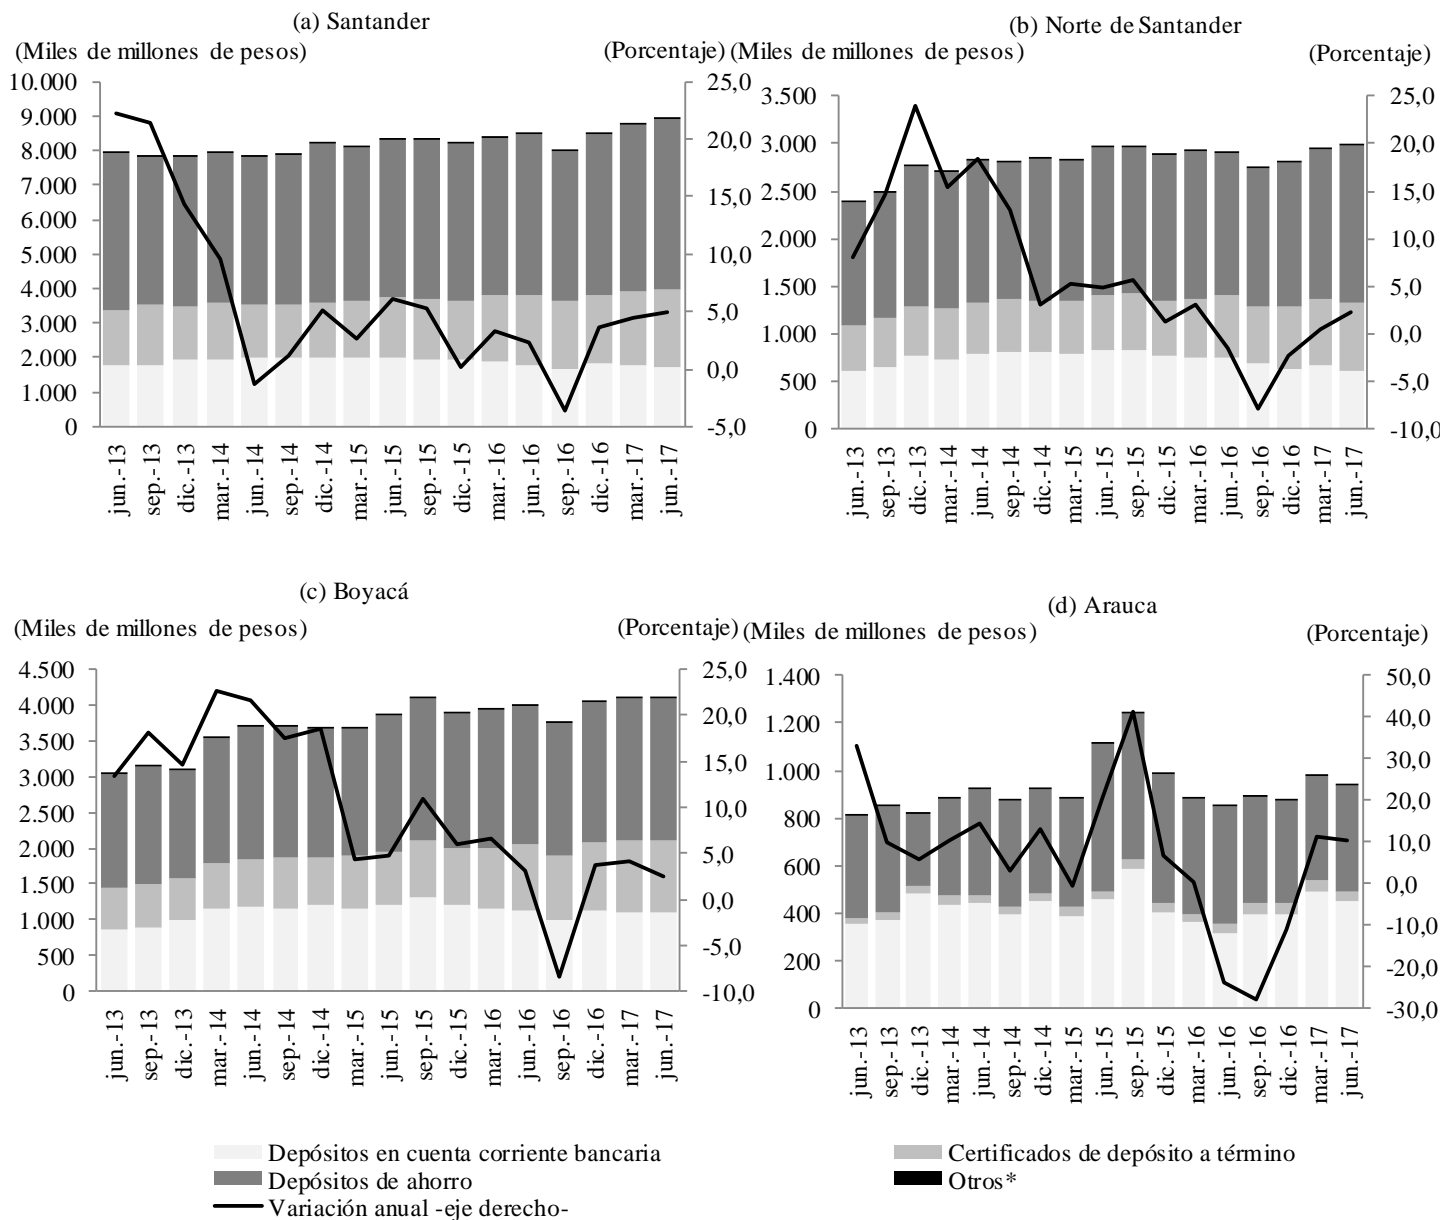 (a) Santander
(Miles de millones de pesos)
(Porcentaje)
10.000
9.000
8.000
7.000
6.000
5.000
4.000
3.000
2.000
1.000
0
25,0
20,0
15,0
10,0
5,0
0,0
-5,0
jun.-13
sep.-13
dic.-13
mar.-14
jun.-14
sep.-14
dic.-14
mar.-15
jun.-15
sep.-15
dic.-15
mar.-16
jun.-16
sep.-16
dic.-16
mar.-17
jun.-17
(b) Norte de Santander
(Miles de millones de pesos)
(Porcentaje)
3.500
3.000
2.500
2.000
1.500
1.000
500
0
25,0
20,0
15,0
10,0
5,0
0,0
-5,0
-10,0
jun.-13
sep.-13
dic.-13
mar.-14
jun.-14
sep.-14
dic.-14
mar.-15
jun.-15
sep.-15
dic.-15
mar.-16
jun.-16
sep.-16
dic.-16
mar.-17
jun.-17
(c) Boyacá
(Miles de millones de pesos)
(Porcentaje)
4.500
4.000
3.500
3.000
2.500
2.000
1.500
1.000
500
0
25,0
20,0
15,0
10,0
5,0
0,0
-5,0
-10,0
jun.-13
sep.-13
dic.-13
mar.-14
jun.-14
sep.-14
dic.-14
mar.-15
jun.-15
sep.-15
dic.-15
mar.-16
jun.-16
sep.-16
dic.-16
mar.-17
jun.-17
(d) Arauca
(Miles de millones de pesos)
(Porcentaje)
1.400
1.200
1.000
800
600
400
200
0
50,0
40,0
30,0
20,0
10,0
0,0
-10,0
-20,0
-30,0
jun.-13
sep.-13
dic.-13
mar.-14
jun.-14
sep.-14
dic.-14
mar.-15
jun.-15
sep.-15
dic.-15
mar.-16
jun.-16
sep.-16
dic.-16
mar.-17
jun.-17
Depósitos en cuenta corriente bancaria
Certificados de depósito a término
Depósitos de ahorro
Otros*
Variación anual -eje derecho-